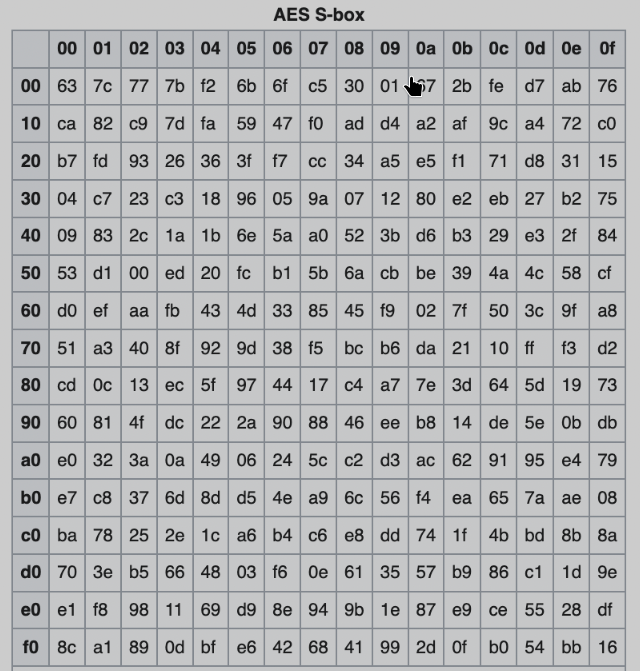 AES S-box
00 01 02 03 04 05 06 07 08 09 0a 0b 0c 0d 0e 0f
00 63 7c 77 7b f2 6b 6f c5 30 01 67 2b fe d7 ab 76
10 ca 82 c9 7d fa 59 47 f0 ad d4 a2 af 9c a4 72 c0
20 b7 fd 93 26 36 3f f7 cc 34 a5 e5 f1 71 d8 31 15
30 04 c7 23 c3 18 96 05 9a 07 12 80 e2 eb 27 b2 75
40 09 83 2c 1a 1b 6e 5a a0 52 3b d6 b3 29 e3 2f 84
50 53 d1 00 ed 20 fc b1 5b 6a cb be 39 4a 4c 58 cf
60 d0 ef aa fb 43 4d 33 85 45 f9 02 7f 50 3c 9f a8
70 51 a3 40 8f 92 9d 38 f5 bc b6 da 21 10 ff f3 d2
80 cd 0c 13 ec 5f 97 44 17 c4 a7 7e 3d 64 5d 19 73
90 60 81 4f dc 22 2a 90 88 46 ee b8 14 de 5e 0b db
a0 e0 32 3a 0a 49 06 24 5c c2 d3 ac 62 91 95 e4 79
b0 e7 c8 37 6d 8d d5 4e a9 6c 56 f4 ea 65 7a ae 08
c0 ba 78 25 2e 1c a6 b4 c6 e8 dd 74 1f 4b bd 8b 8a
d0 70 3e b5 66 48 03 f6 0e 61 35 57 b9 86 c1 1d 9e
e0 e1 f8 98 11 69 d9 8e 94 9b 1e 87 e9 ce 55 28 df
f0 8c a1 89 0d bf e6 42 68 41 99 2d 0f b0 54 bb 16